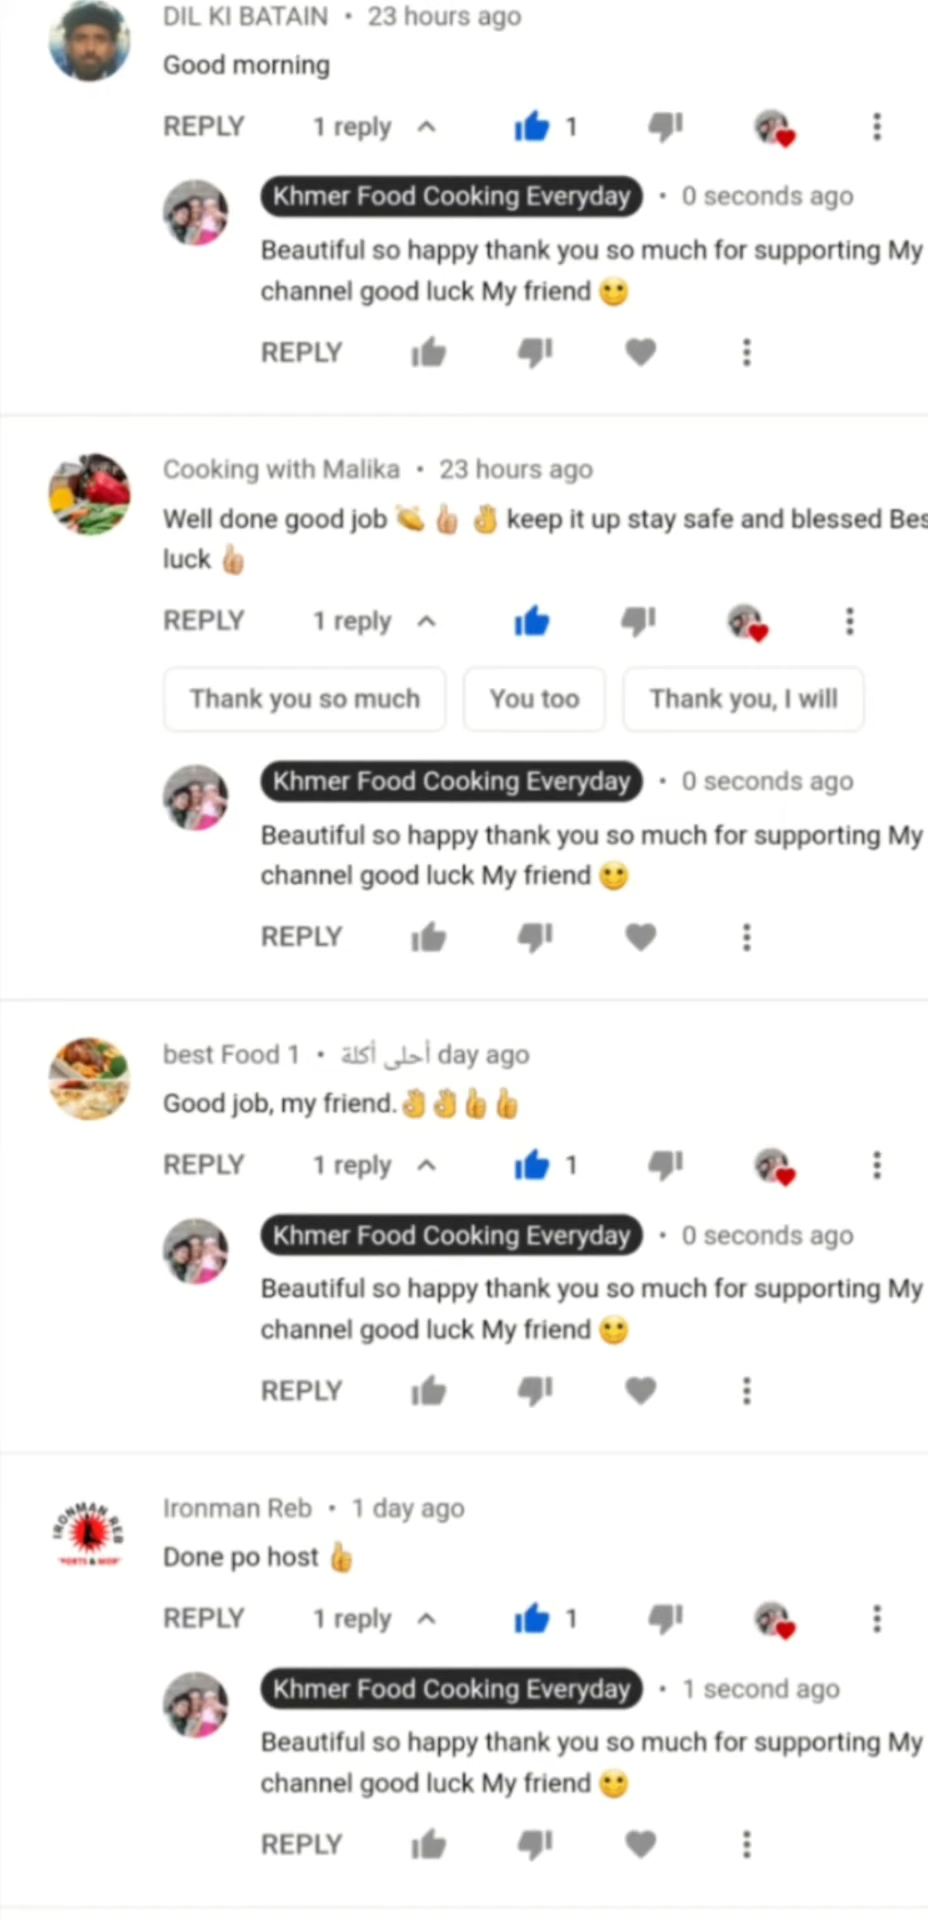 DIL KI BATAIN • 23 hours ago
Good morning
REPLY 1 reply 1
Khmer Food Cooking Everyday • 0 seconds ago
Beautiful so happy thank you so much for supporting My
channel good luck My friend 🙂
REPLY
Cooking with Malika • 23 hours ago
Well done good job 👏 👍🏼 👌 keep it up stay safe and blessed Bes
luck 👍🏼
REPLY 1 reply
Thank you so much You too Thank you, I will
Khmer Food Cooking Everyday • 0 seconds ago
Beautiful so happy thank you so much for supporting My
channel good luck My friend 🙂
REPLY
best Food 1 • أحلى أكلة day ago
Good job, my friend.👌👌👍👍
REPLY 1 reply 1
Khmer Food Cooking Everyday • 0 seconds ago
Beautiful so happy thank you so much for supporting My
channel good luck My friend 🙂
REPLY
IRONMAN REB
Ironman Reb • 1 day ago
Done po host 👍
REPLY 1 reply 1
Khmer Food Cooking Everyday • 1 second ago
Beautiful so happy thank you so much for supporting My
channel good luck My friend 🙂
REPLY